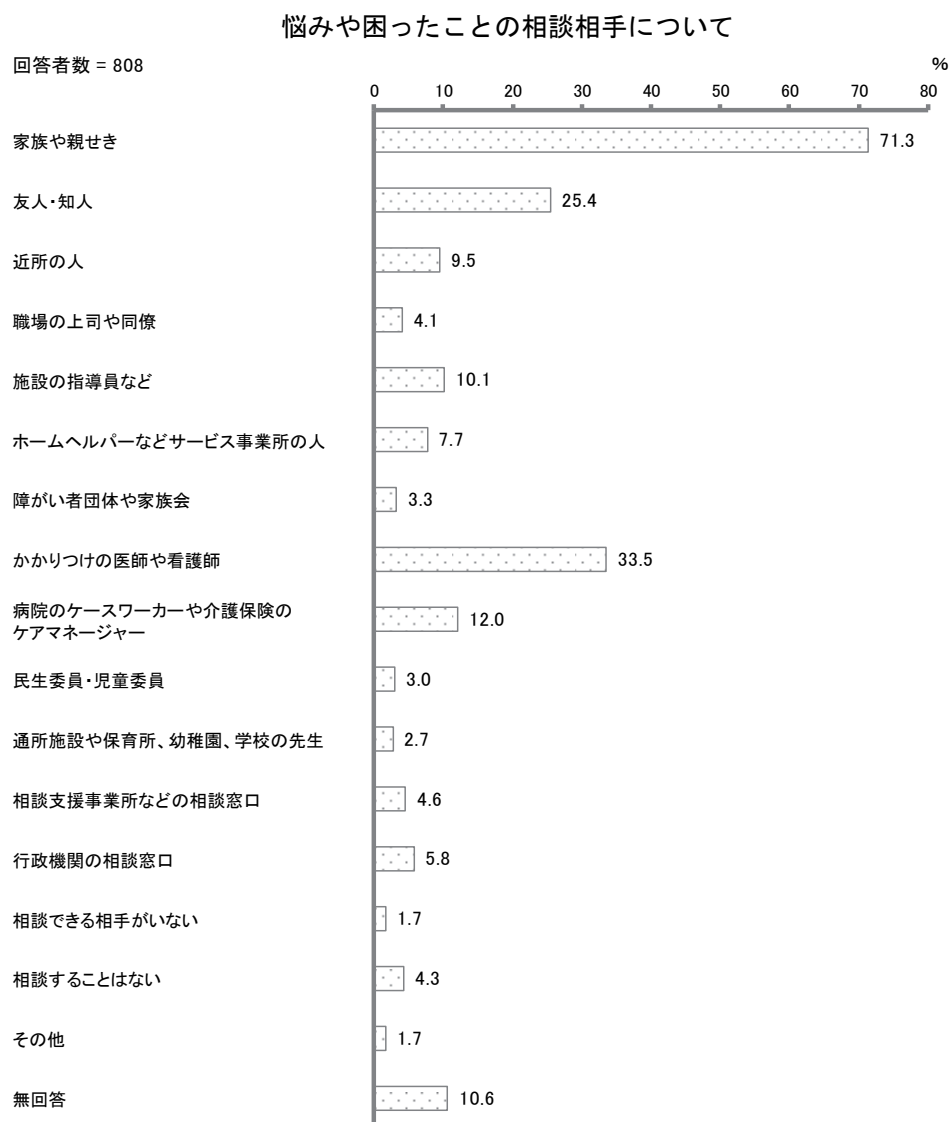 悩みや困ったことの相談相手について
回答者数 = 808
%
0 10 20 30 40 50 60 70 80
家族や親せき 71.3
友人・知人 25.4
近所の人 9.5
職場の上司や同僚 4.1
施設の指導員など 10.1
ホームヘルパーなどサービス事業所の人 7.7
障がい者団体や家族会 3.3
かかりつけの医師や看護師 33.5
病院のケースワーカーや介護保険の
ケアマネージャー 12.0
民生委員・児童委員 3.0
通所施設や保育所、幼稚園、学校の先生 2.7
相談支援事業所などの相談窓口 4.6
行政機関の相談窓口 5.8
相談できる相手がいない 1.7
相談することはない 4.3
その他 1.7
無回答 10.6